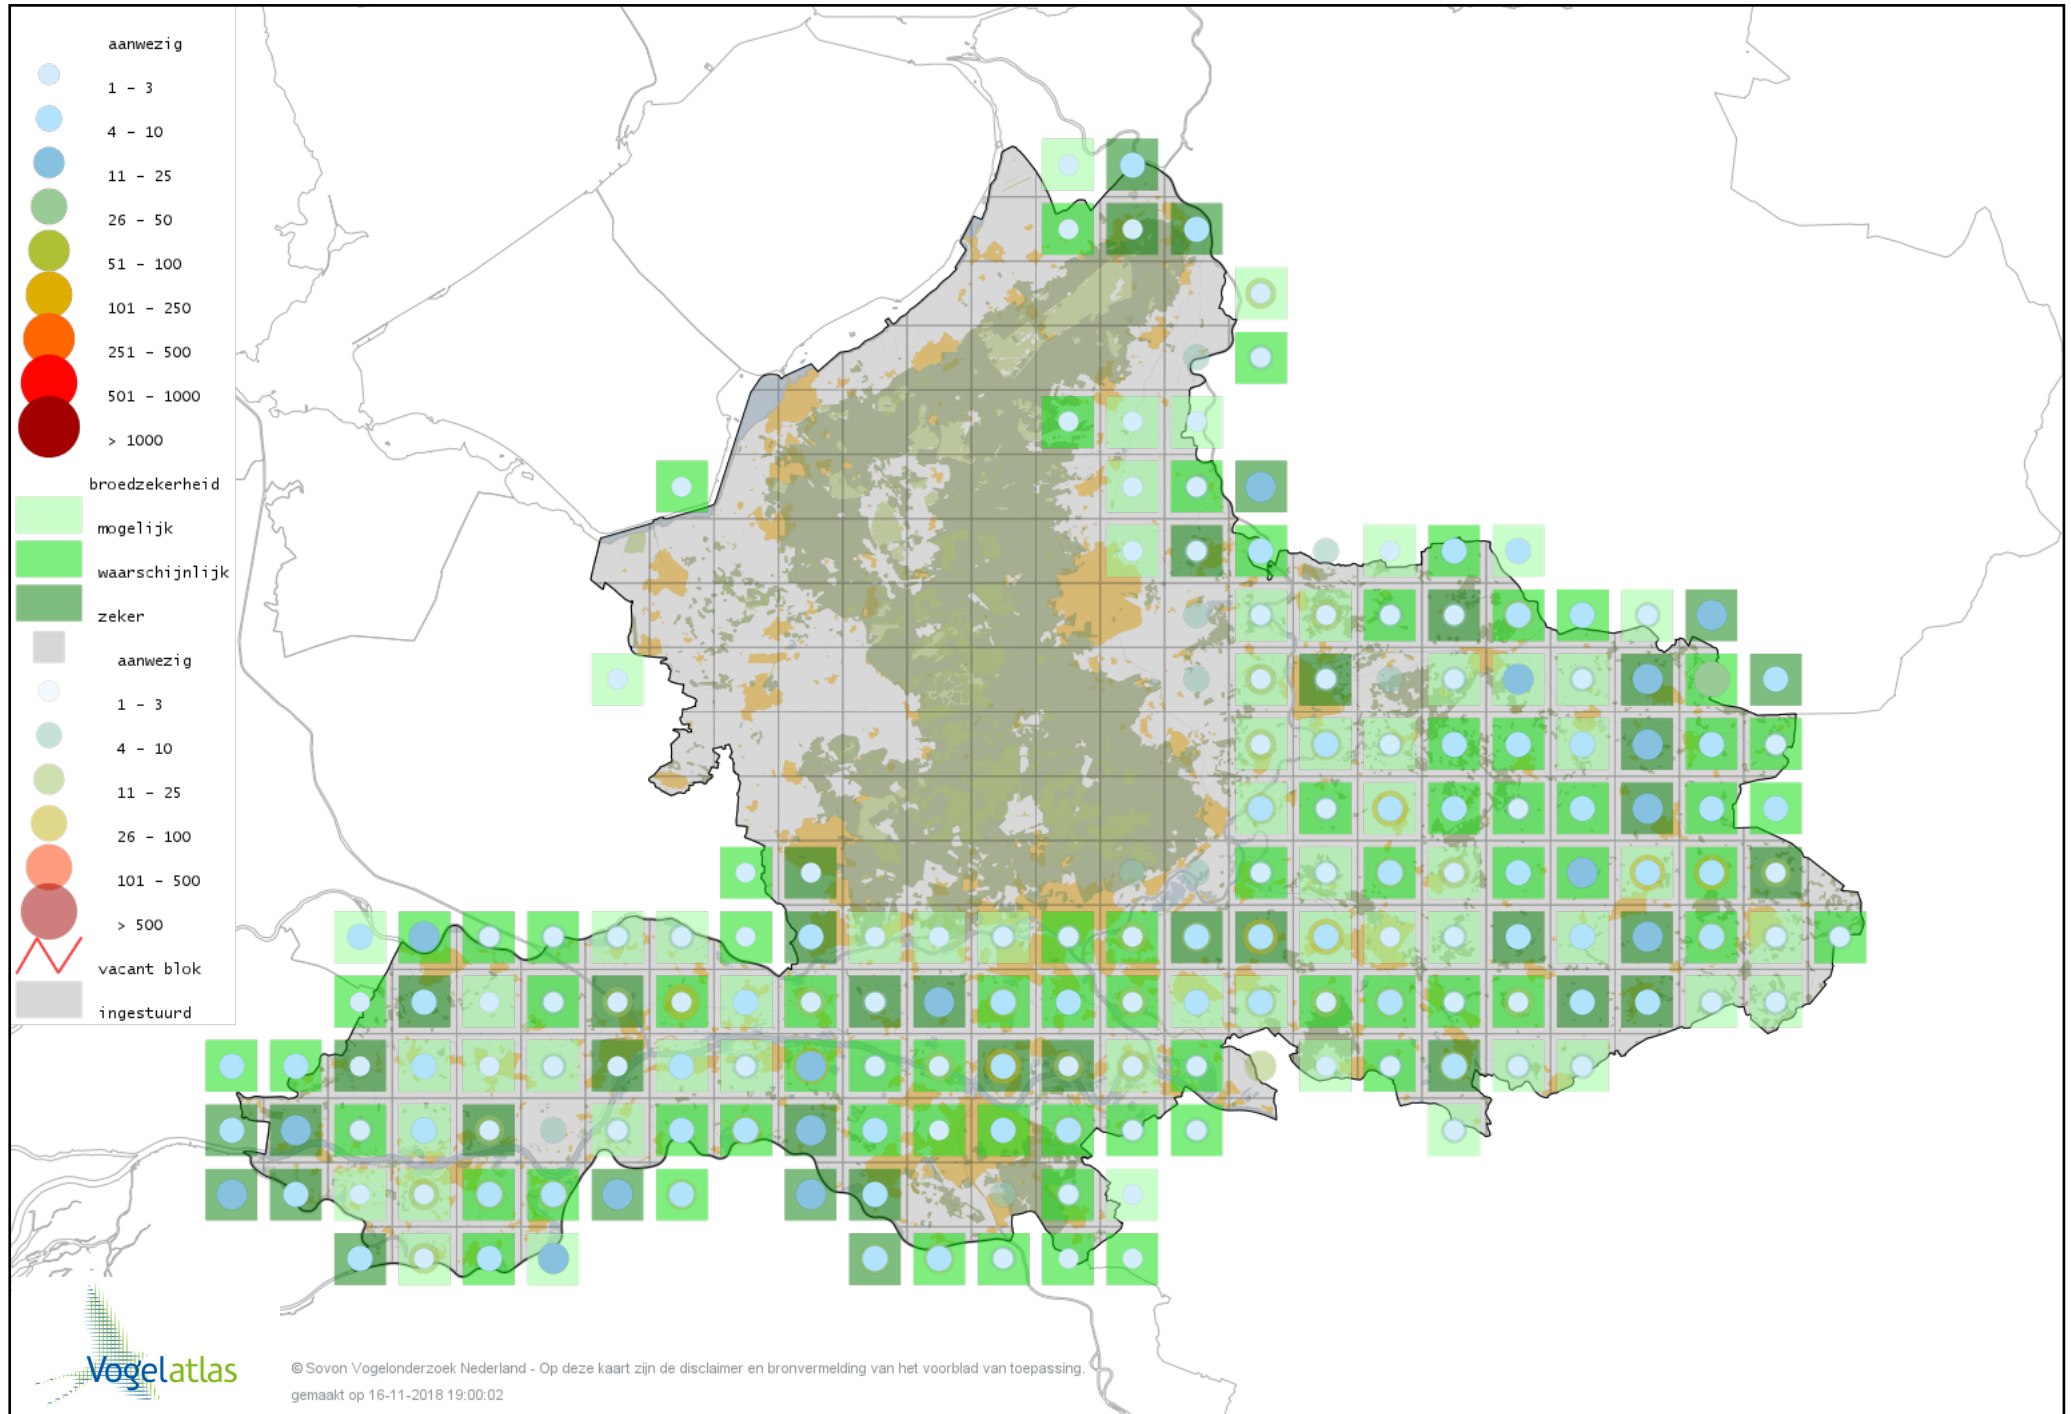 aanwezig
1 - 3
4 - 10
11 - 25
26 - 50
51 - 100
101 - 250
251 - 500
501 - 1000
> 1000
broedzekerheid
mogelijk
waarschijnlijk
zeker
aanwezig
1 - 3
4 - 10
11 - 25
26 - 100
101 - 500
> 500
vacant blok
ingestuurd
Vogelatlas
© Sovon Vogelonderzoek Nederland - Op deze kaart zijn de disclaimer en bronvermelding van het voorblad van toepassing.
gemaakt op 16-11-2018 19:00:02